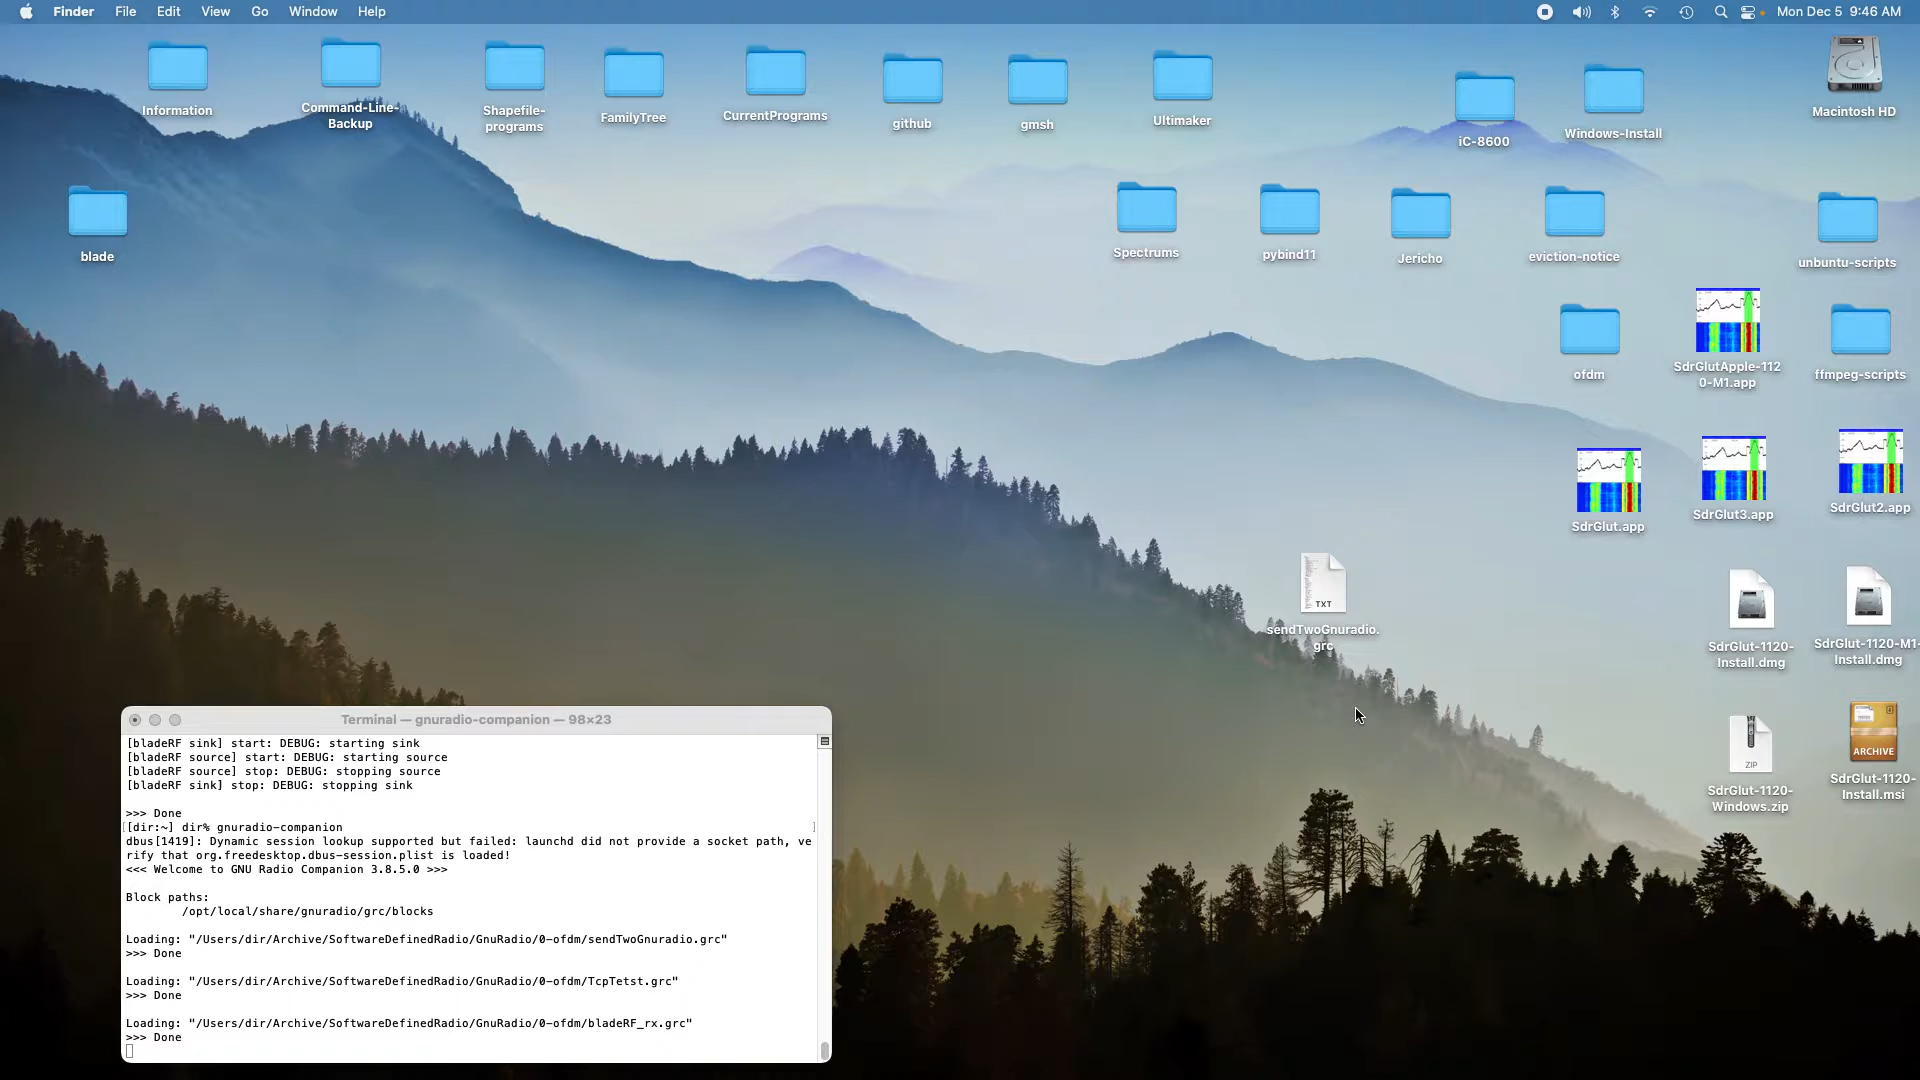 Finder File Edit View Go Window Help
Mon Dec 5 9:46 AM
Information
Command-Line-
Backup
Shapefile-
programs
FamilyTree
CurrentPrograms
github
gmsh
Ultimaker
iC-8600
Windows-Install
Macintosh HD
blade
Spectrums
pybind11
Jericho
eviction-notice
unbuntu-scripts
ofdm
SdrGlutApple-112
0-M1.app
ffmpeg-scripts
SdrGlut.app
SdrGlut3.app
SdrGlut2.app
TXT
sendTwoGnuradio.
grc
SdrGlut-1120-
Install.dmg
SdrGlut-1120-M1-
Install.dmg
ZIP
SdrGlut-1120-
Windows.zip
ARCHIVE
SdrGlut-1120-
Install.msi
Terminal — gnuradio-companion — 98×23
[bladeRF sink] start: DEBUG: starting sink
[bladeRF source] start: DEBUG: starting source
[bladeRF source] stop: DEBUG: stopping source
[bladeRF sink] stop: DEBUG: stopping sink
>>> Done
[[dir:~] dir% gnuradio-companion ]
dbus[1419]: Dynamic session lookup supported but failed: launchd did not provide a socket path, ve
rify that org.freedesktop.dbus-session.plist is loaded!
<<< Welcome to GNU Radio Companion 3.8.5.0 >>>
Block paths:
/opt/local/share/gnuradio/grc/blocks
Loading: "/Users/dir/Archive/SoftwareDefinedRadio/GnuRadio/0-ofdm/sendTwoGnuradio.grc"
>>> Done
Loading: "/Users/dir/Archive/SoftwareDefinedRadio/GnuRadio/0-ofdm/TcpTetst.grc"
>>> Done
Loading: "/Users/dir/Archive/SoftwareDefinedRadio/GnuRadio/0-ofdm/bladeRF_rx.grc"
>>> Done